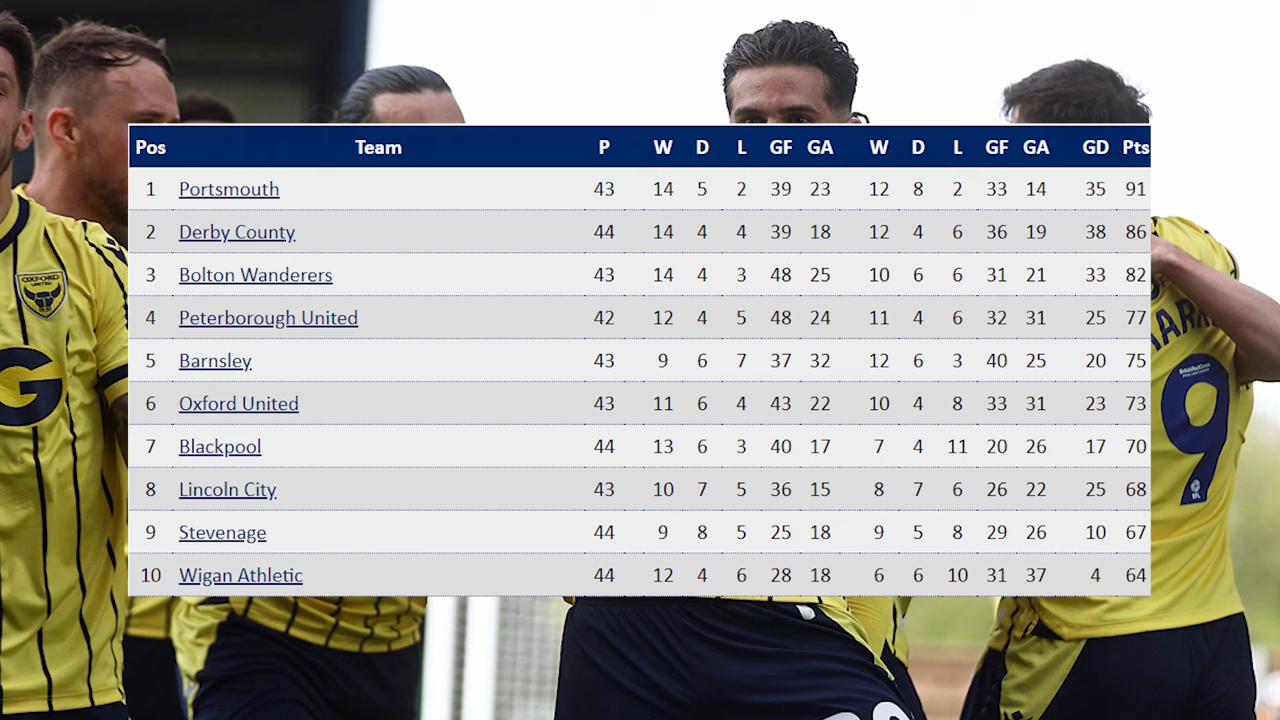 Pos Team P W D L GF GA W D L GF GA GD Pts
1 Portsmouth 43 14 5 2 39 23 12 8 2 33 14 35 91
2 Derby County 44 14 4 4 39 18 12 4 6 36 19 38 86
3 Bolton Wanderers 43 14 4 3 48 25 10 6 6 31 21 33 82
4 Peterborough United 42 12 4 5 48 24 11 4 6 32 31 25 77
5 Barnsley 43 9 6 7 37 32 12 6 3 40 25 20 75
6 Oxford United 43 11 6 4 43 22 10 4 8 33 31 23 73
7 Blackpool 44 13 6 3 40 17 7 4 11 20 26 17 70
8 Lincoln City 43 10 7 5 36 15 8 7 6 26 22 25 68
9 Stevenage 44 9 8 5 25 18 9 5 8 29 26 10 67
10 Wigan Athletic 44 12 4 6 28 18 6 6 10 31 37 4 64
OXFORD
UNITED
G
9